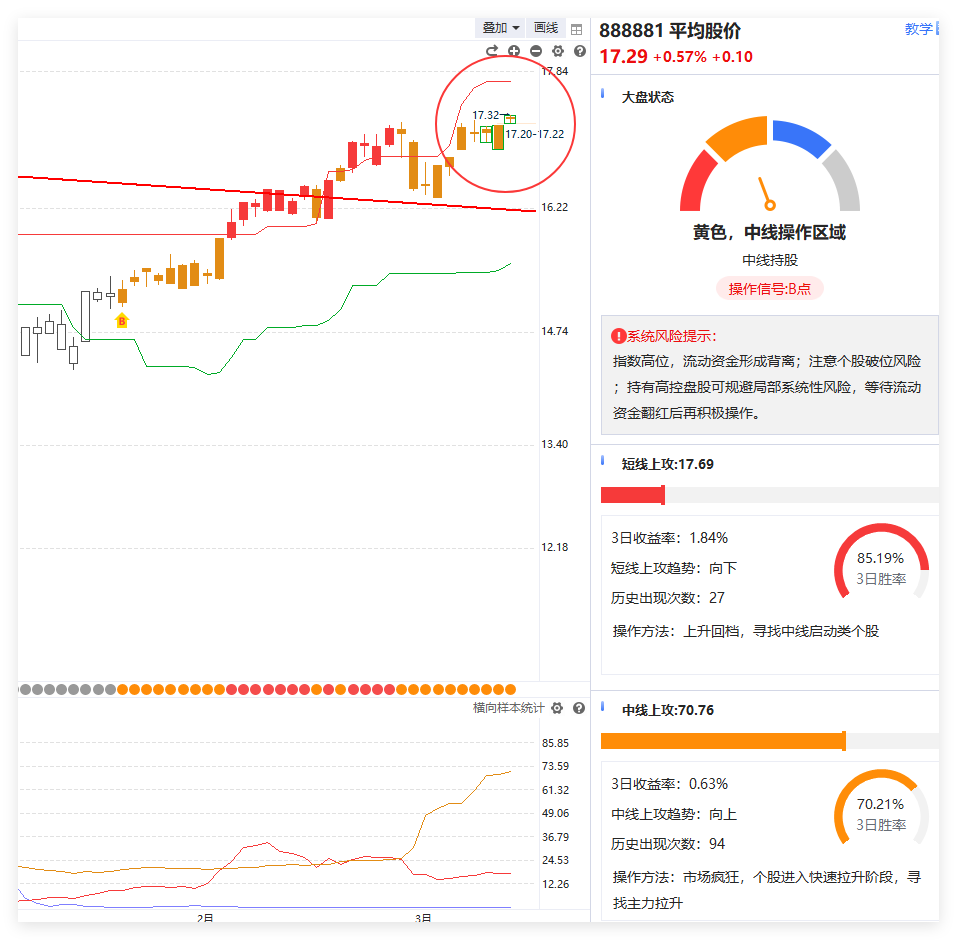 叠加 画线
17.84
17.32
17.20-17.22
16.22
B
14.74
13.40
12.18
横向样本统计
85.85
73.59
61.32
49.06
36.79
24.53
12.26
2月
3月
888881 平均股价
教学
17.29 +0.57% +0.10
大盘状态
黄色，中线操作区域
中线持股
操作信号:B点
系统风险提示：
指数高位，流动资金形成背离；注意个股破位风险
；持有高控盘股可规避局部系统性风险，等待流动
资金翻红后再积极操作。
短线上攻:17.69
3日收益率：1.84%
短线上攻趋势：向下
历史出现次数：27
85.19%
3日胜率
操作方法：上升回档，寻找中线启动类个股
中线上攻:70.76
3日收益率：0.63%
中线上攻趋势：向上
历史出现次数：94
70.21%
3日胜率
操作方法：市场疯狂，个股进入快速拉升阶段，寻
找主力拉升